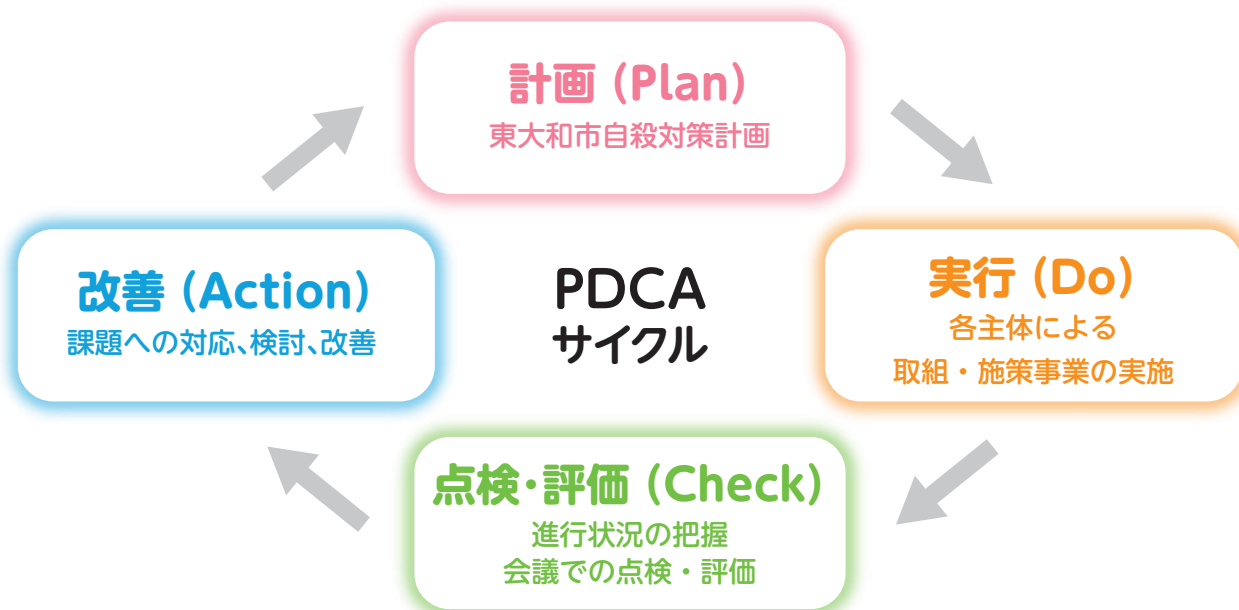 計画（Plan）
東大和市自殺対策計画
改善（Action）
課題への対応、検討、改善
PDCA
サイクル
実行（Do）
各主体による
取組・施策事業の実施
点検・評価（Check）
進行状況の把握
会議での点検・評価